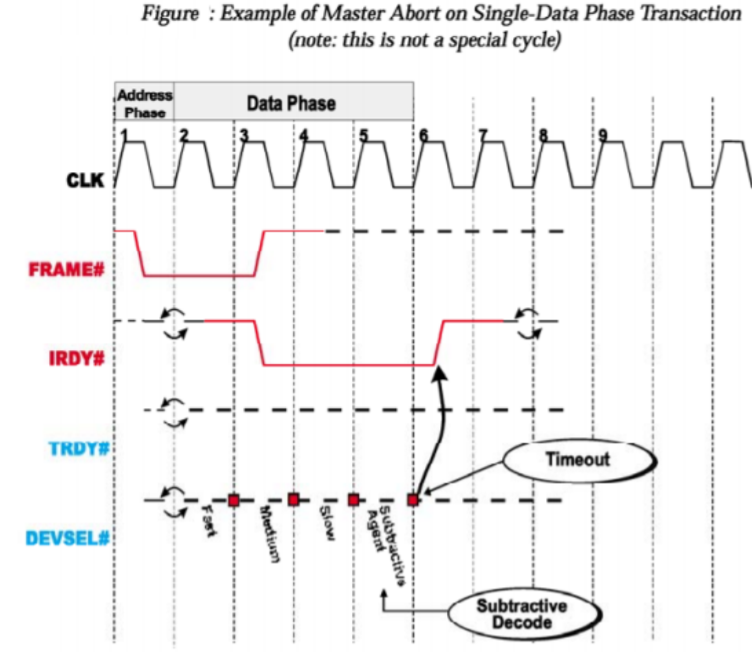 Figure : Example of Master Abort on Single-Data Phase Transaction
(note: this is not a special cycle)
Address
Phase
Data Phase
1 2 3 4 5 6 7 8 9
CLK
FRAME#
IRDY#
TRDY#
Timeout
DEVSEL#
Fast
Medium
Slow
Subtractive
Agent
Subtractive
Decode